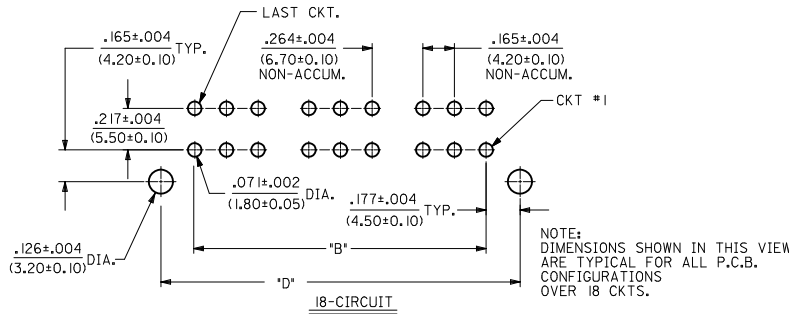 LAST CKT.
.165±.004
(4.20±0.10) TYP.
.264±.004
(6.70±0.10)
NON-ACCUM.
.165±.004
(4.20±0.10)
NON-ACCUM.
CKT #1
.217±.004
(5.50±0.10)
.071±.002
(1.80±0.05) DIA.
.177±.004
(4.50±0.10) TYP.
.126±.004
(3.20±0.10) DIA.
"B"
"D"
18-CIRCUIT
NOTE:
DIMENSIONS SHOWN IN THIS VIEW
ARE TYPICAL FOR ALL P.C.B.
CONFIGURATIONS
OVER 18 CKTS.